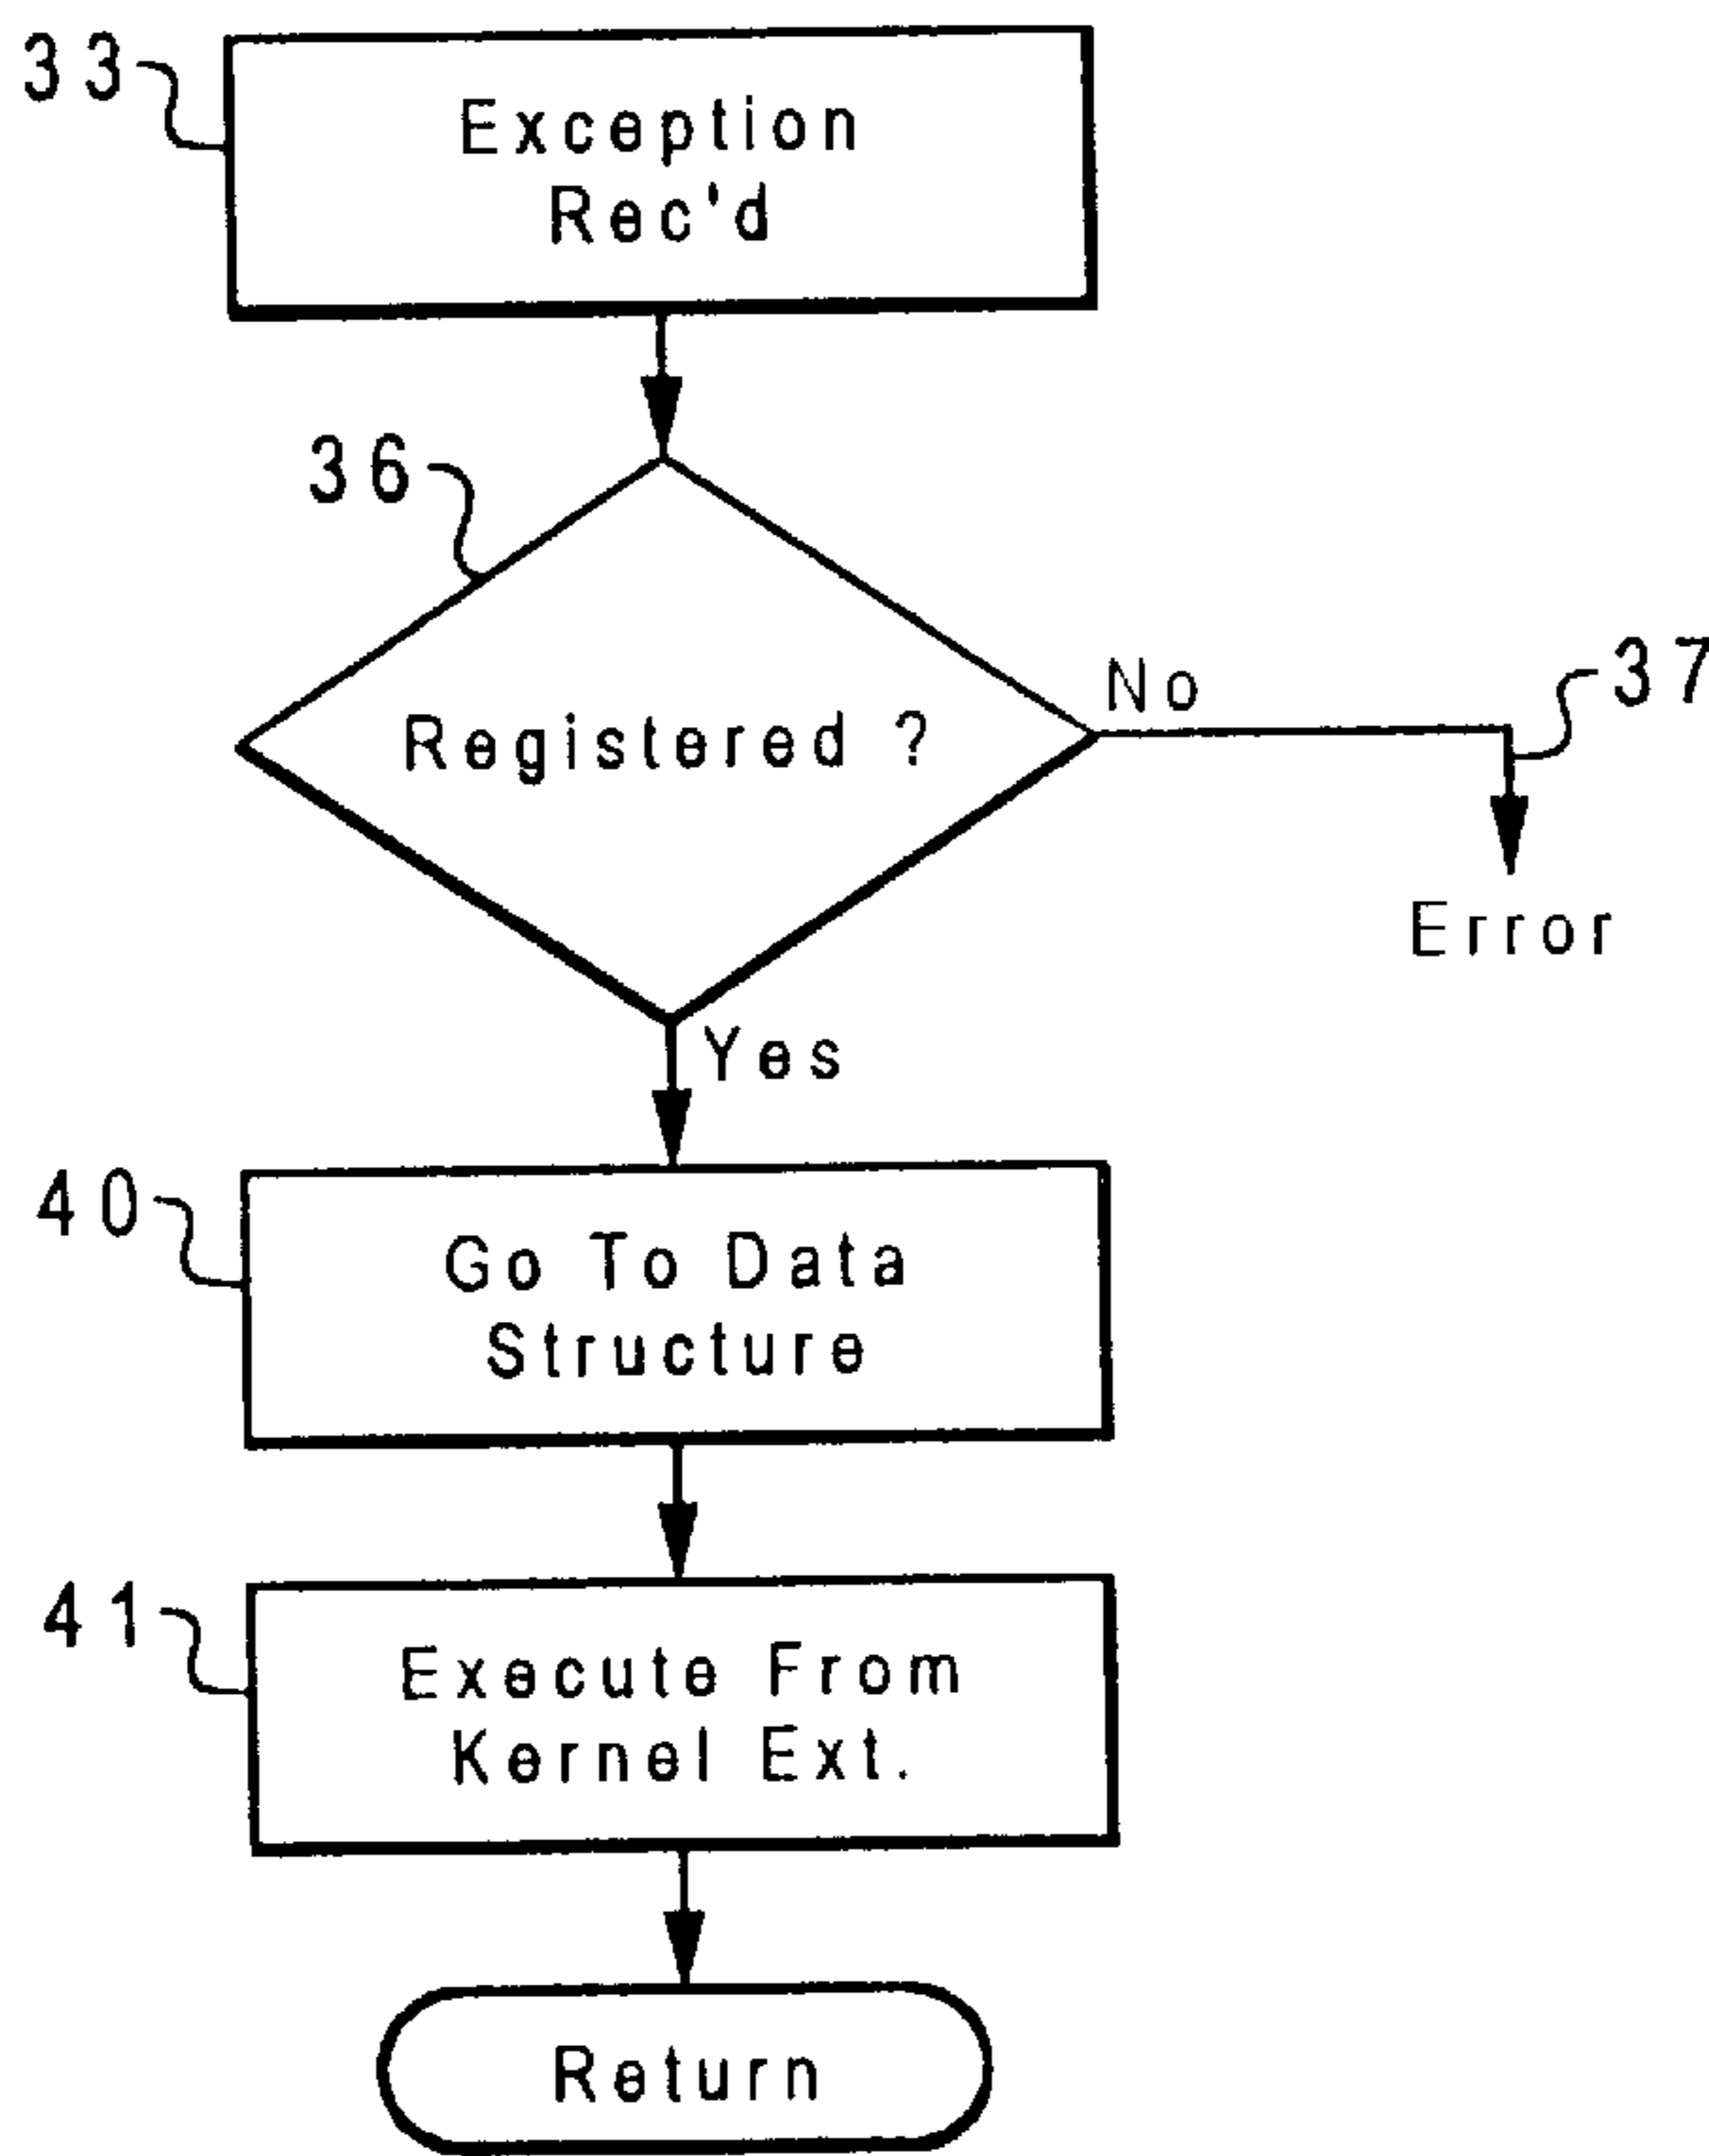 33
Exception
Rec'd
36
Registered ?
No
37
Error
Yes
40
Go To Data
Structure
41
Execute From
Kernel Ext.
Return